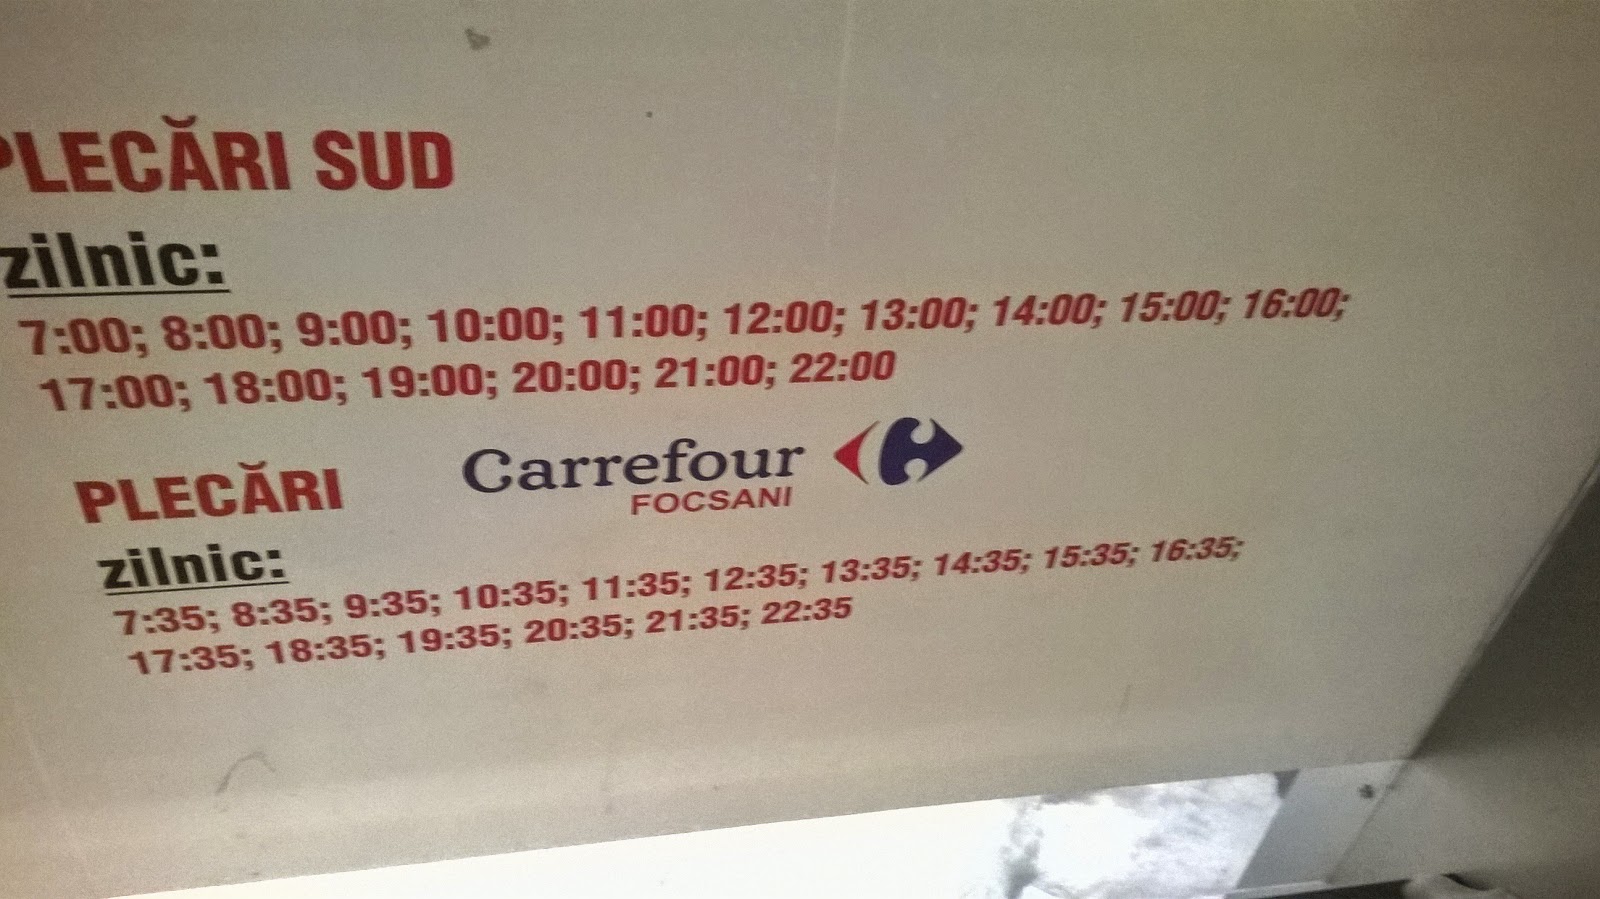 PLECĂRI SUD
zilnic:
7:00; 8:00; 9:00; 10:00; 11:00; 12:00; 13:00; 14:00; 15:00; 16:00;
17:00; 18:00; 19:00; 20:00; 21:00; 22:00
PLECĂRI Carrefour
FOCSANI
zilnic:
7:35; 8:35; 9:35; 10:35; 11:35; 12:35; 13:35; 14:35; 15:35; 16:35;
17:35; 18:35; 19:35; 20:35; 21:35; 22:35